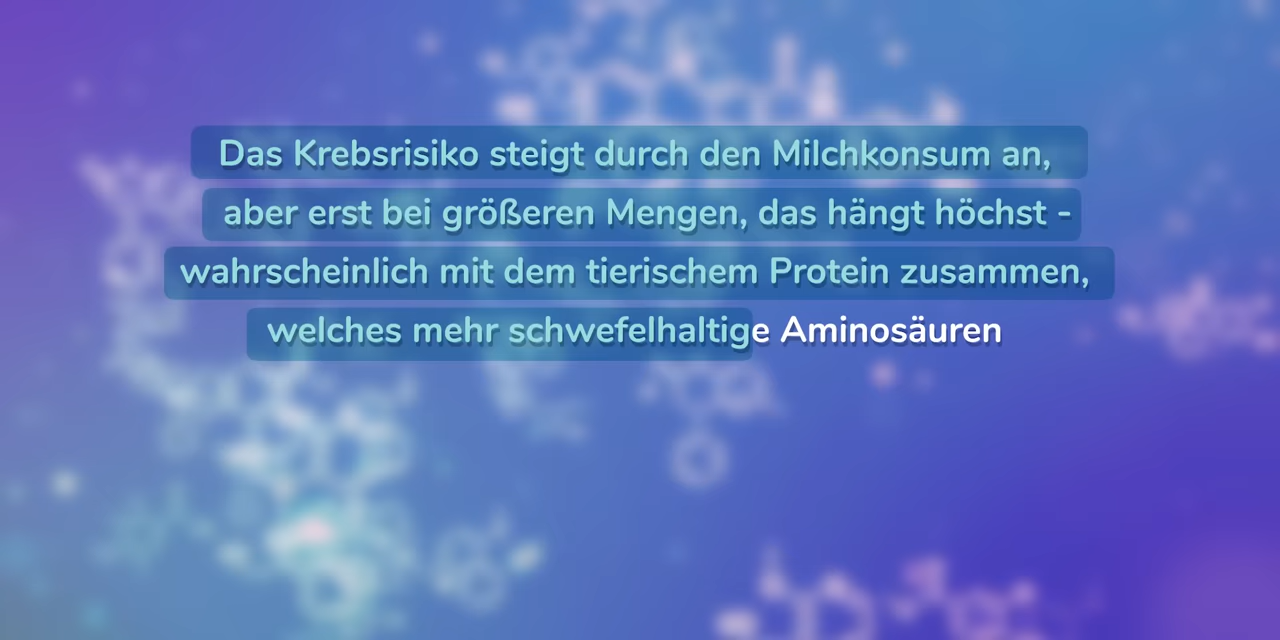 Das Krebsrisiko steigt durch den Milchkonsum an,
aber erst bei größeren Mengen, das hängt höchst -
wahrscheinlich mit dem tierischem Protein zusammen,
welches mehr schwefelhaltige Aminosäuren